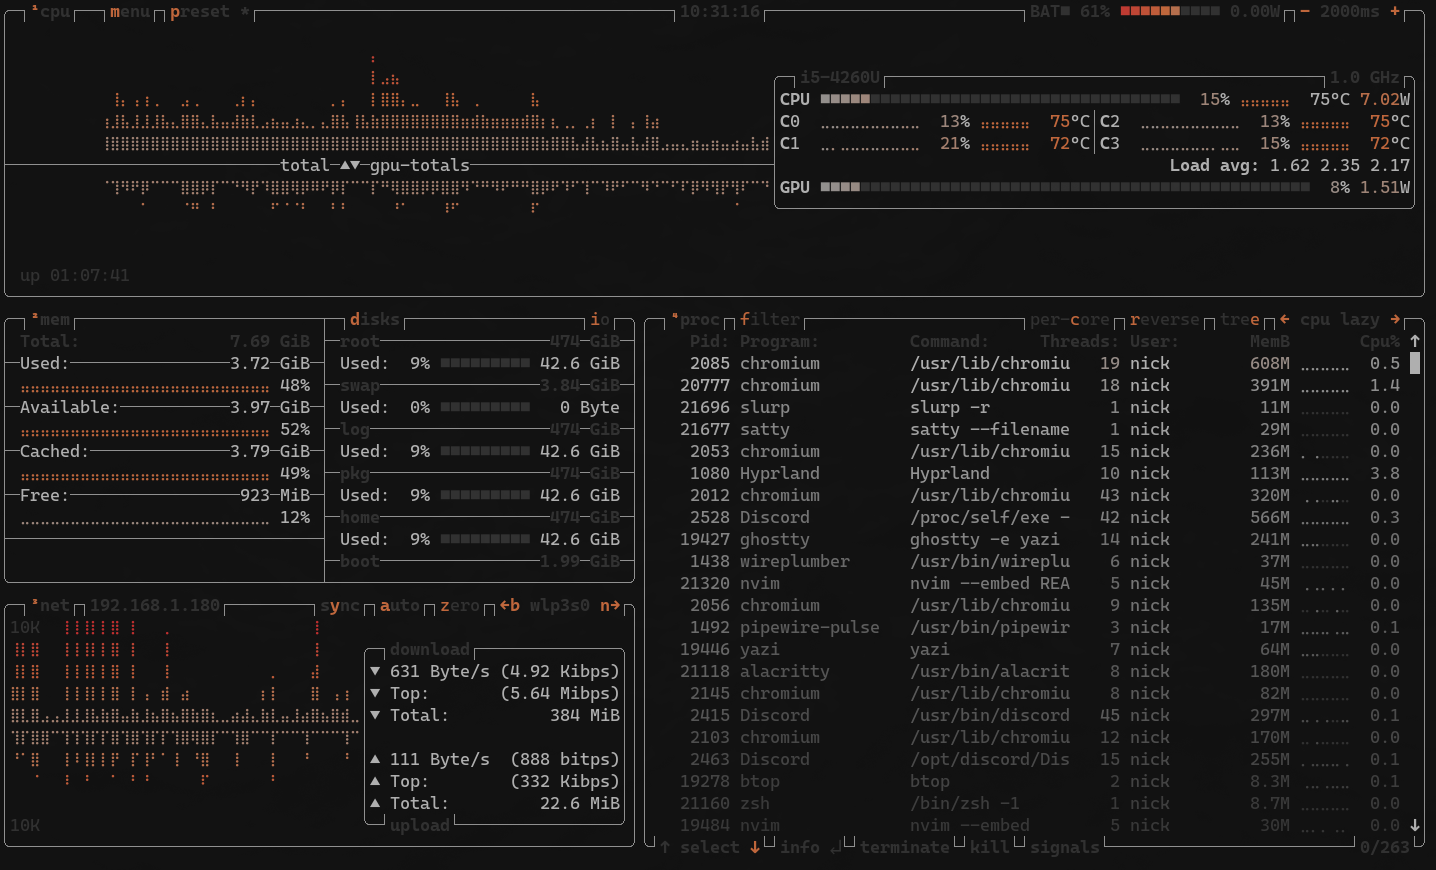 ¹cpu menu preset * 10:31:16 BAT■ 61% 0.00W - 2000ms +
i5-4260U 1.0 GHz
CPU 15% 75°C 7.02W
C0 13% 75°C C2 13% 75°C
C1 21% 72°C C3 15% 72°C
total ▲▼ gpu-totals Load avg: 1.62 2.35 2.17
GPU 8% 1.51W
up 01:07:41
²mem
Total: 7.69 GiB
Used: 3.72 GiB
48%
Available: 3.97 GiB
52%
Cached: 3.79 GiB
49%
Free: 923 MiB
12%
disks io
root 474 GiB
Used: 9% 42.6 GiB
swap 3.84 GiB
Used: 0% 0 Byte
log 474 GiB
Used: 9% 42.6 GiB
pkg 474 GiB
Used: 9% 42.6 GiB
home 474 GiB
Used: 9% 42.6 GiB
boot 1.99 GiB
³net 192.168.1.180 sync auto zero ←b wlp3s0 n→
10K
download
▼ 631 Byte/s (4.92 Kibps)
▼ Top: (5.64 Mibps)
▼ Total: 384 MiB
▲ 111 Byte/s (888 bitps)
▲ Top: (332 Kibps)
▲ Total: 22.6 MiB
10K upload
⁴proc filter per-core reverse tree ← cpu lazy →
Pid: Program: Command: Threads: User: MemB Cpu% ↑
2085 chromium /usr/lib/chromiu 19 nick 608M 0.5
20777 chromium /usr/lib/chromiu 18 nick 391M 1.4
21696 slurp slurp -r 1 nick 11M 0.0
21677 satty satty --filename 1 nick 29M 0.0
2053 chromium /usr/lib/chromiu 15 nick 236M 0.0
1080 Hyprland Hyprland 10 nick 113M 3.8
2012 chromium /usr/lib/chromiu 43 nick 320M 0.0
2528 Discord /proc/self/exe - 42 nick 566M 0.3
19427 ghostty ghostty -e yazi 14 nick 241M 0.0
1438 wireplumber /usr/bin/wireplu 6 nick 37M 0.0
21320 nvim nvim --embed REA 5 nick 45M 0.0
2056 chromium /usr/lib/chromiu 9 nick 135M 0.0
1492 pipewire-pulse /usr/bin/pipewir 3 nick 17M 0.1
19446 yazi yazi 7 nick 64M 0.0
21118 alacritty /usr/bin/alacrit 8 nick 180M 0.0
2145 chromium /usr/lib/chromiu 8 nick 82M 0.0
2415 Discord /usr/bin/discord 45 nick 297M 0.1
2103 chromium /usr/lib/chromiu 12 nick 170M 0.0
2463 Discord /opt/discord/Dis 15 nick 255M 0.1
19278 btop btop 2 nick 8.3M 0.1
21160 zsh /bin/zsh -1 1 nick 8.7M 0.0
19484 nvim nvim --embed 5 nick 30M 0.0 ↓
↑ select ↓ info ↲ terminate kill signals 0/263